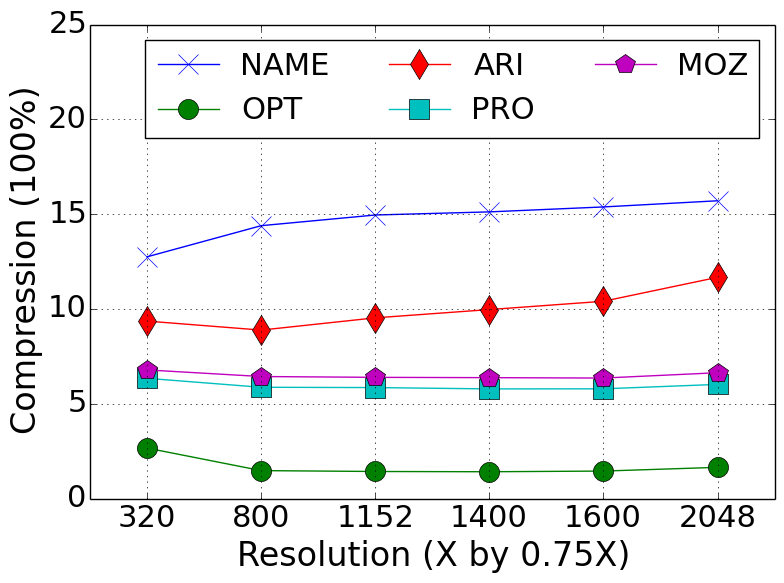 25
20
15
10
5
0
Compression (100%)
NAME ARI MOZ
OPT PRO
320 800 1152 1400 1600 2048
Resolution (X by 0.75X)